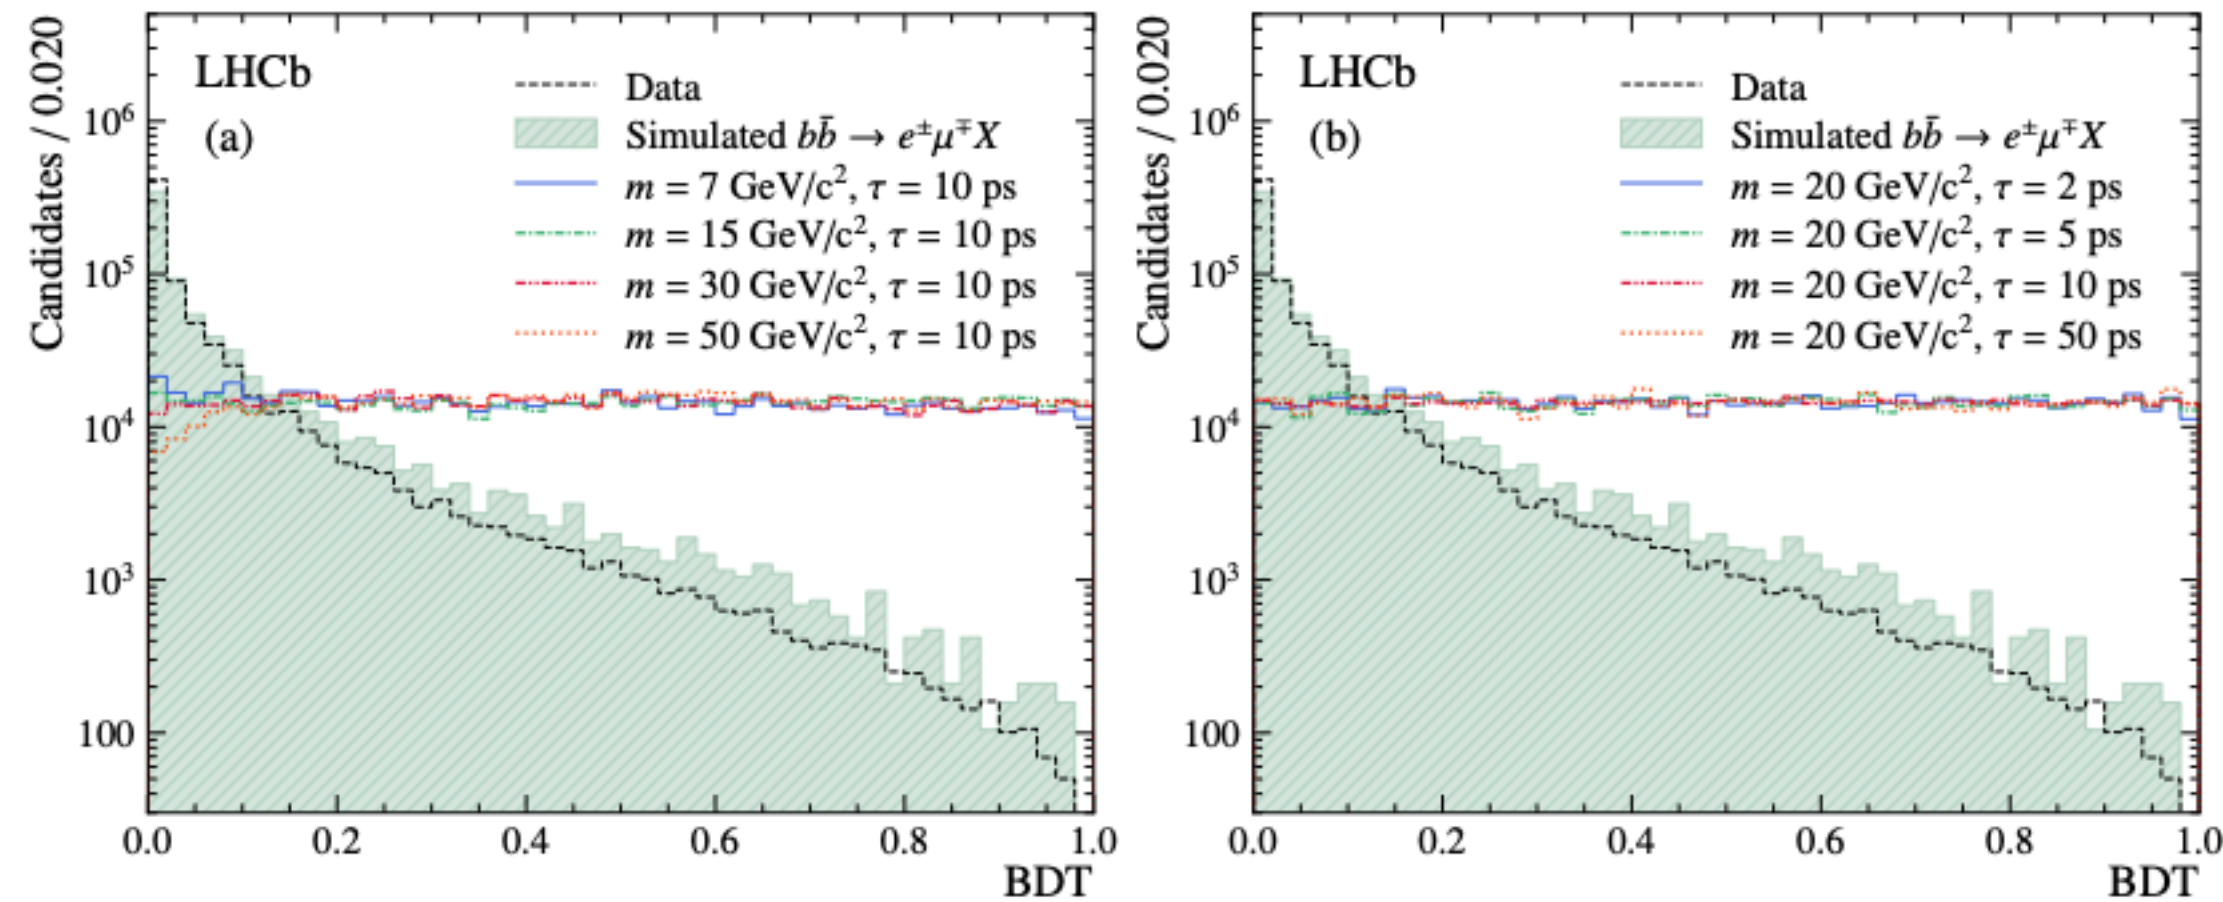 Candidates / 0.020
LHCb
(a)
Data
Simulated bb̄ → e±μ∓X
m = 7 GeV/c², τ = 10 ps
m = 15 GeV/c², τ = 10 ps
m = 30 GeV/c², τ = 10 ps
m = 50 GeV/c², τ = 10 ps
10⁶
10⁵
10⁴
10³
100
0.0 0.2 0.4 0.6 0.8 1.0
BDT
Candidates / 0.020
LHCb
(b)
Data
Simulated bb̄ → e±μ∓X
m = 20 GeV/c², τ = 2 ps
m = 20 GeV/c², τ = 5 ps
m = 20 GeV/c², τ = 10 ps
m = 20 GeV/c², τ = 50 ps
10⁶
10⁵
10⁴
10³
100
0.0 0.2 0.4 0.6 0.8 1.0
BDT